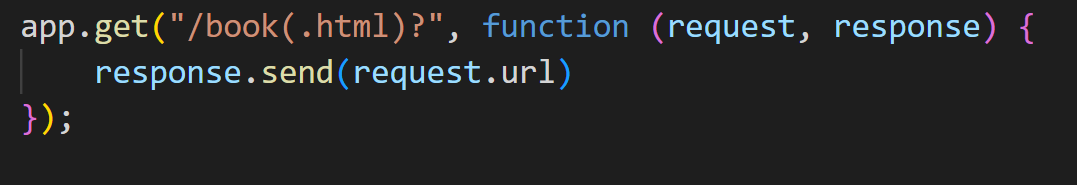 app.get("/book(.html)?", function (request, response) {
    response.send(request.url)
});